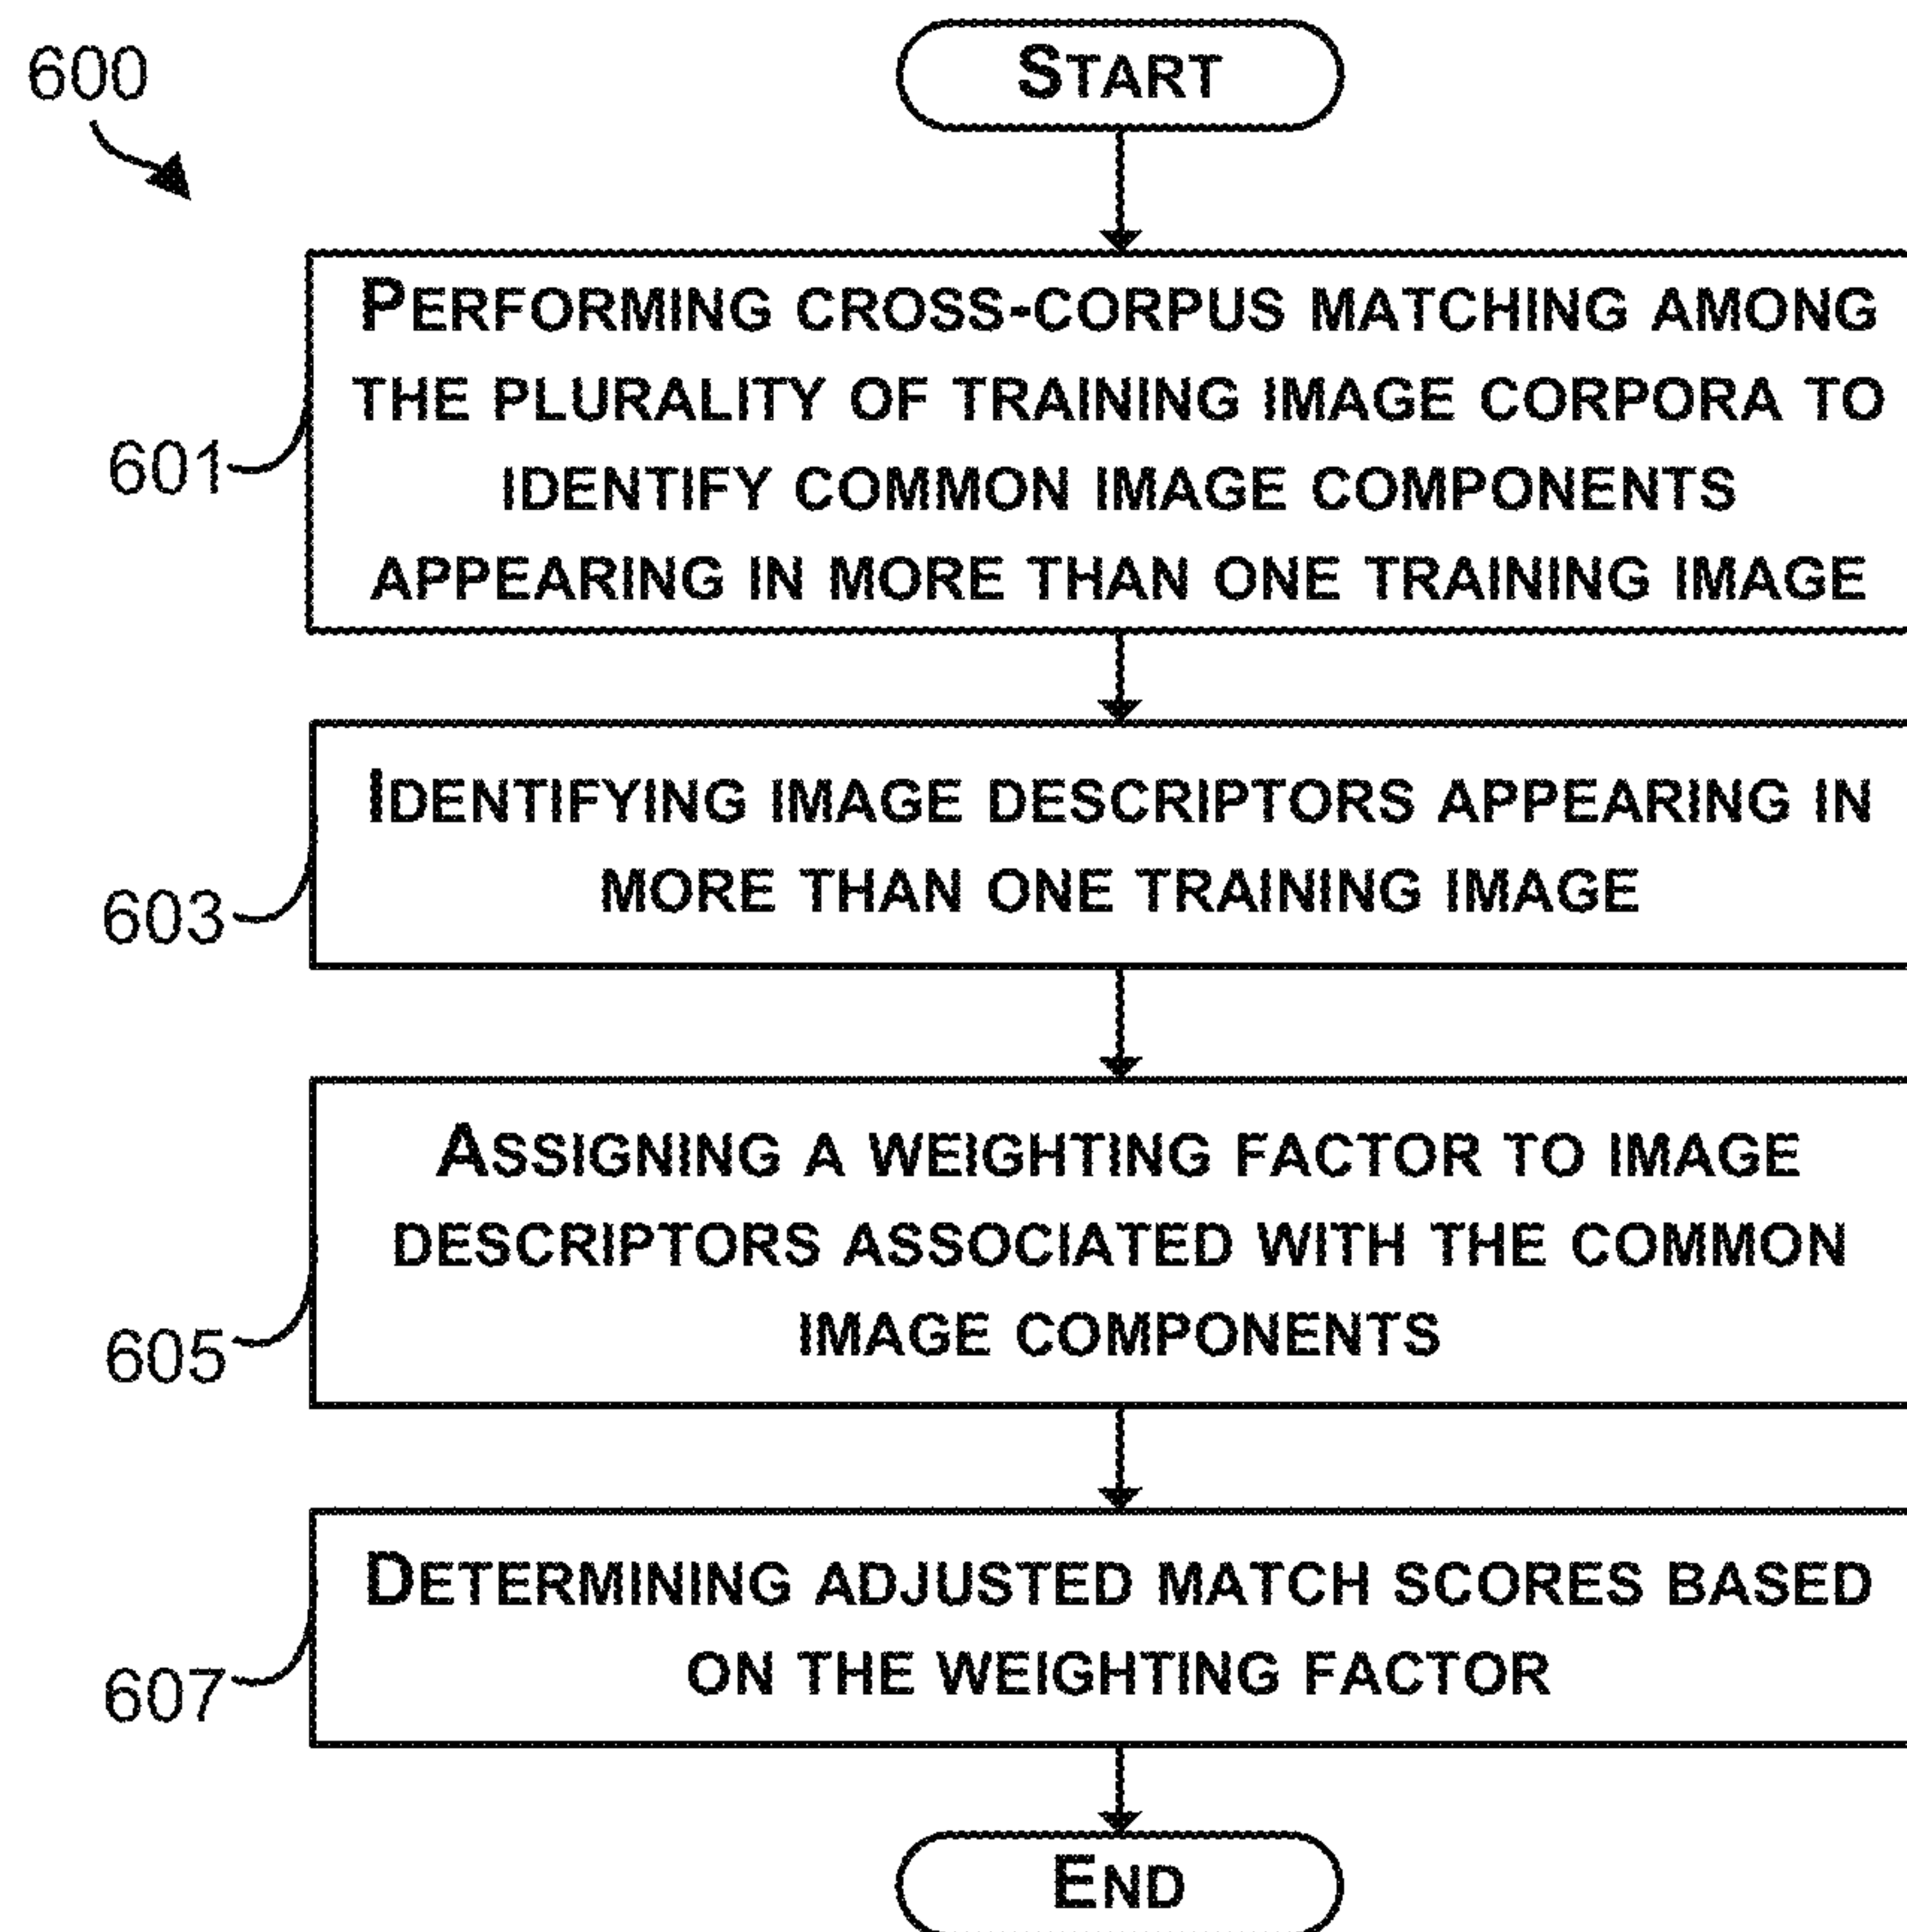 600
START
PERFORMING CROSS-CORPUS MATCHING AMONG
THE PLURALITY OF TRAINING IMAGE CORPORA TO
IDENTIFY COMMON IMAGE COMPONENTS
APPEARING IN MORE THAN ONE TRAINING IMAGE
601
IDENTIFYING IMAGE DESCRIPTORS APPEARING IN
MORE THAN ONE TRAINING IMAGE
603
ASSIGNING A WEIGHTING FACTOR TO IMAGE
DESCRIPTORS ASSOCIATED WITH THE COMMON
IMAGE COMPONENTS
605
DETERMINING ADJUSTED MATCH SCORES BASED
ON THE WEIGHTING FACTOR
607
END